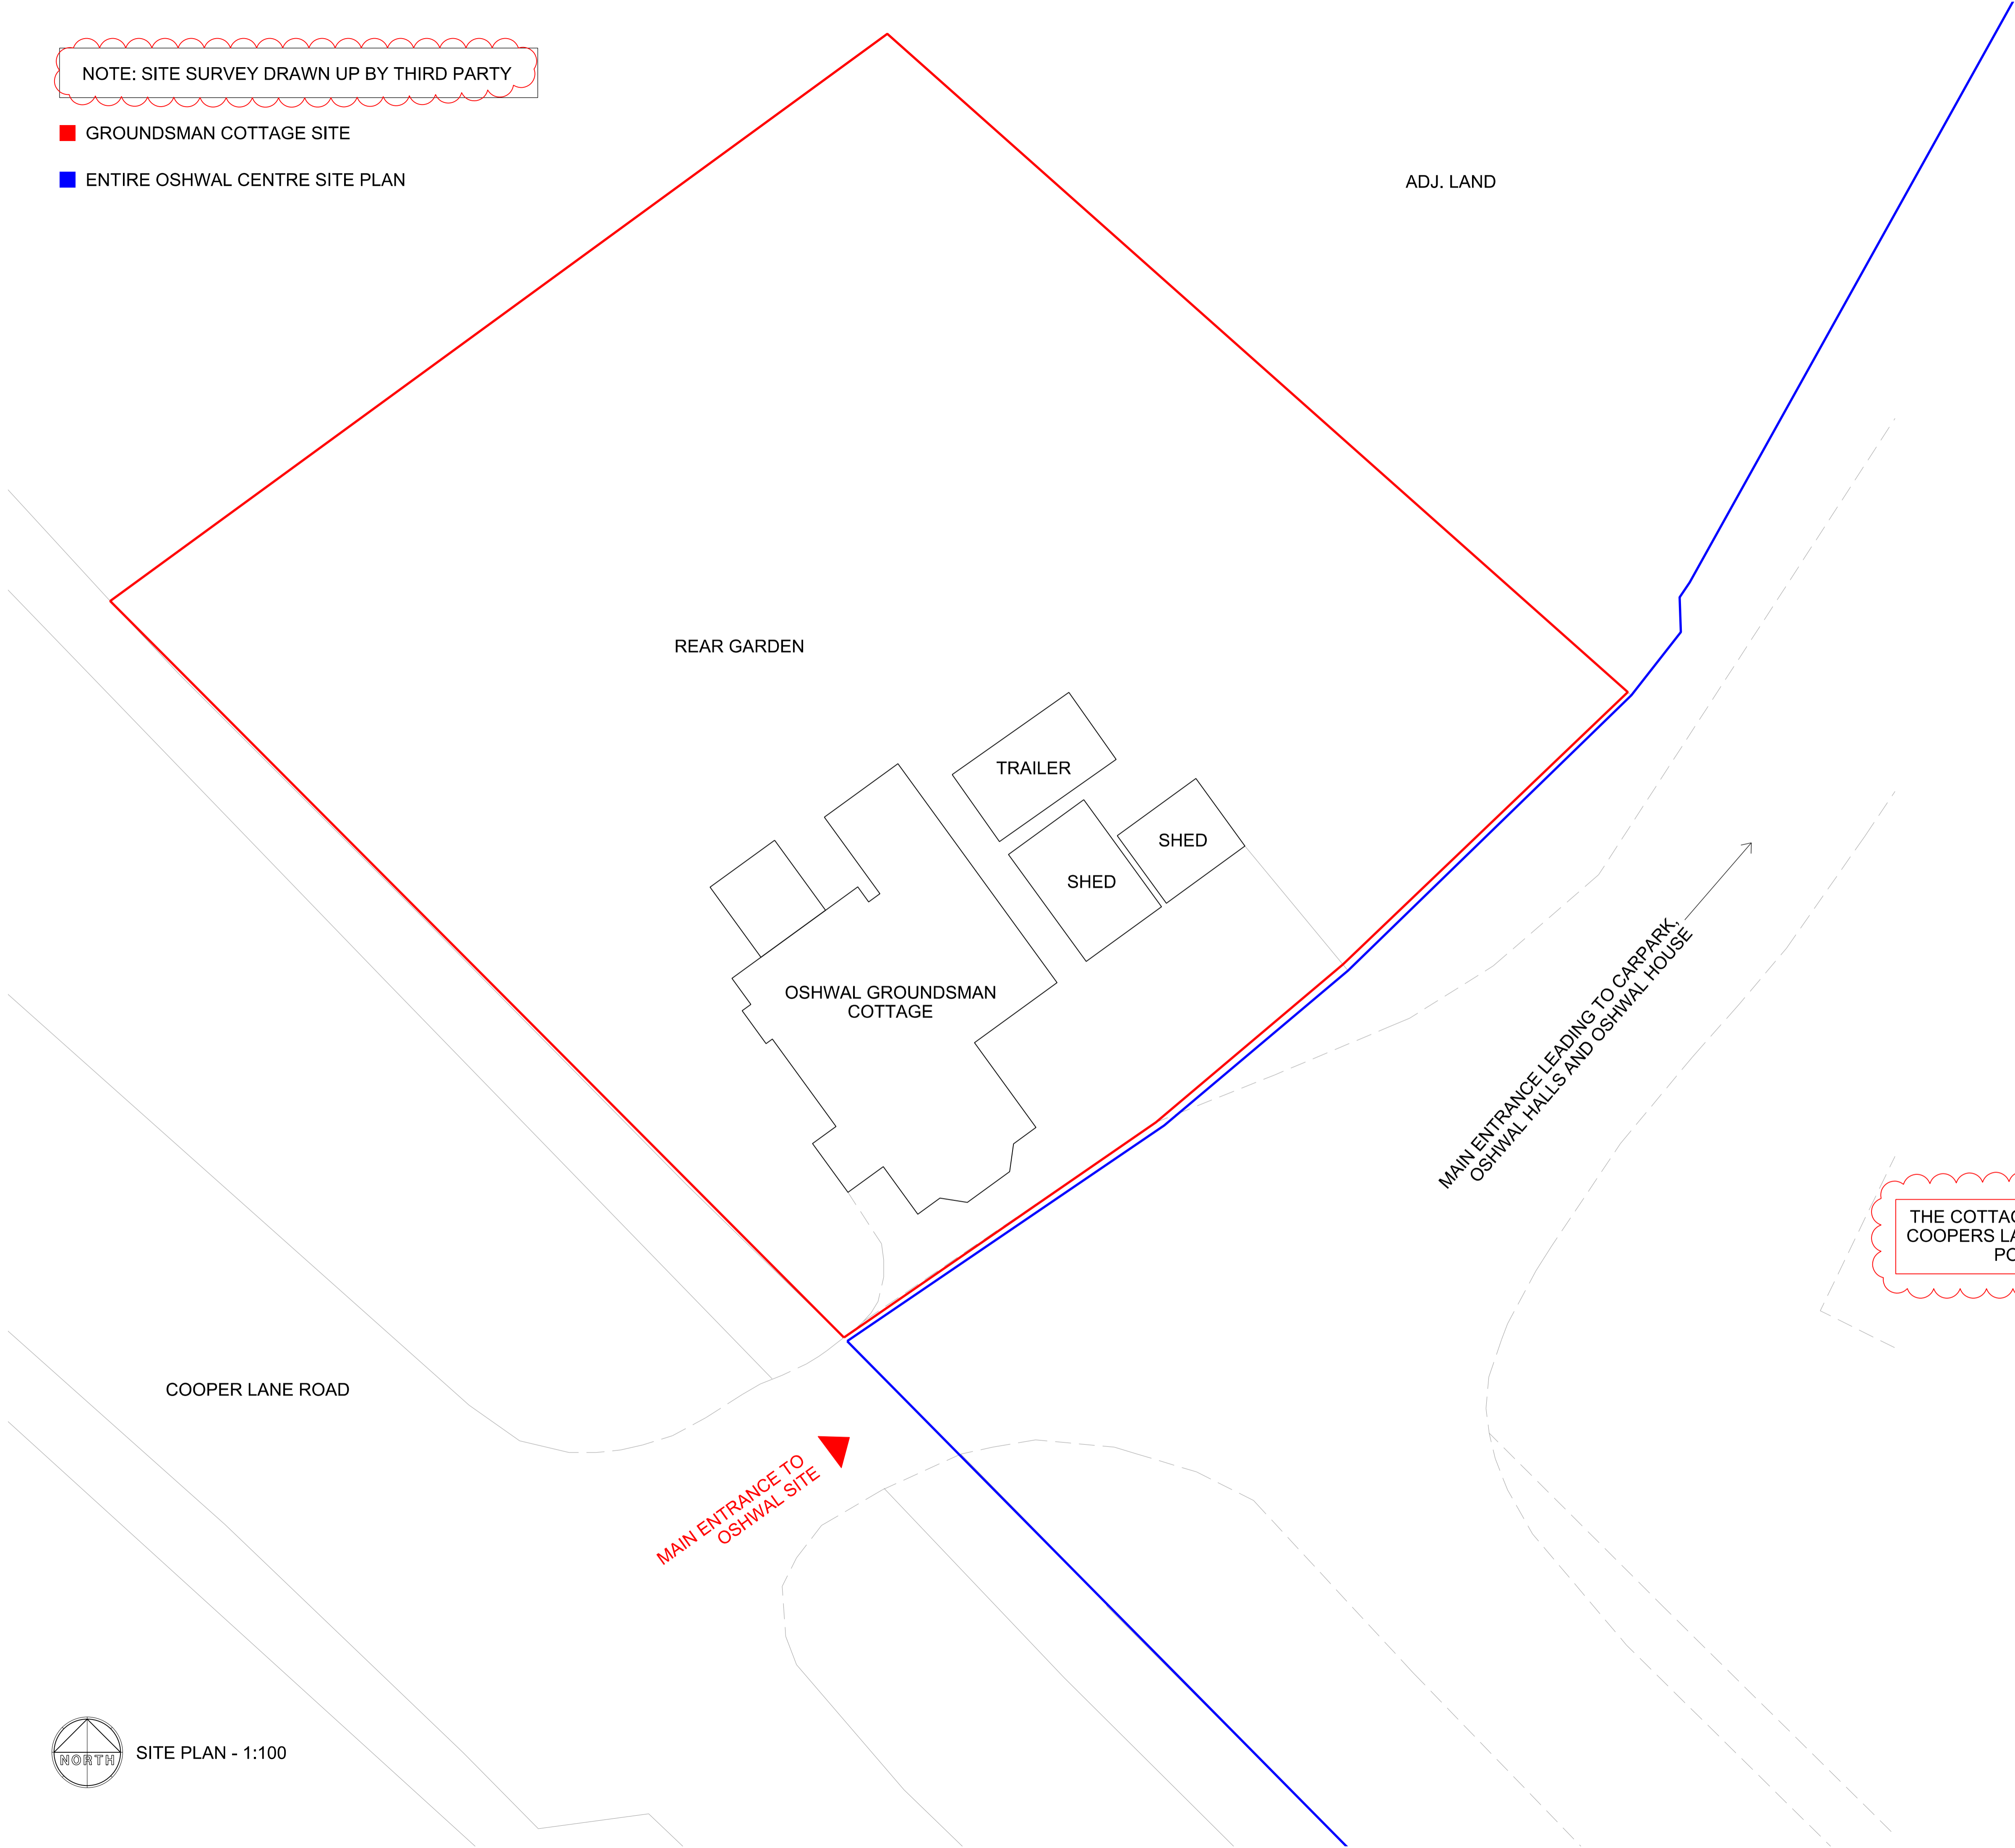 NOTE: SITE SURVEY DRAWN UP BY THIRD PARTY
GROUNDSMAN COTTAGE SITE
ENTIRE OSHWAL CENTRE SITE PLAN
ADJ. LAND
REAR GARDEN
TRAILER
SHED
SHED
OSHWAL GROUNDSMAN
COTTAGE
MAIN ENTRANCE LEADING TO CARPARK,
OSHWAL HALLS AND OSHWAL HOUSE
THE
COOPERS
COOPER LANE ROAD
MAIN ENTRANCE TO
OSHWAL SITE
NORTH
SITE PLAN - 1:100